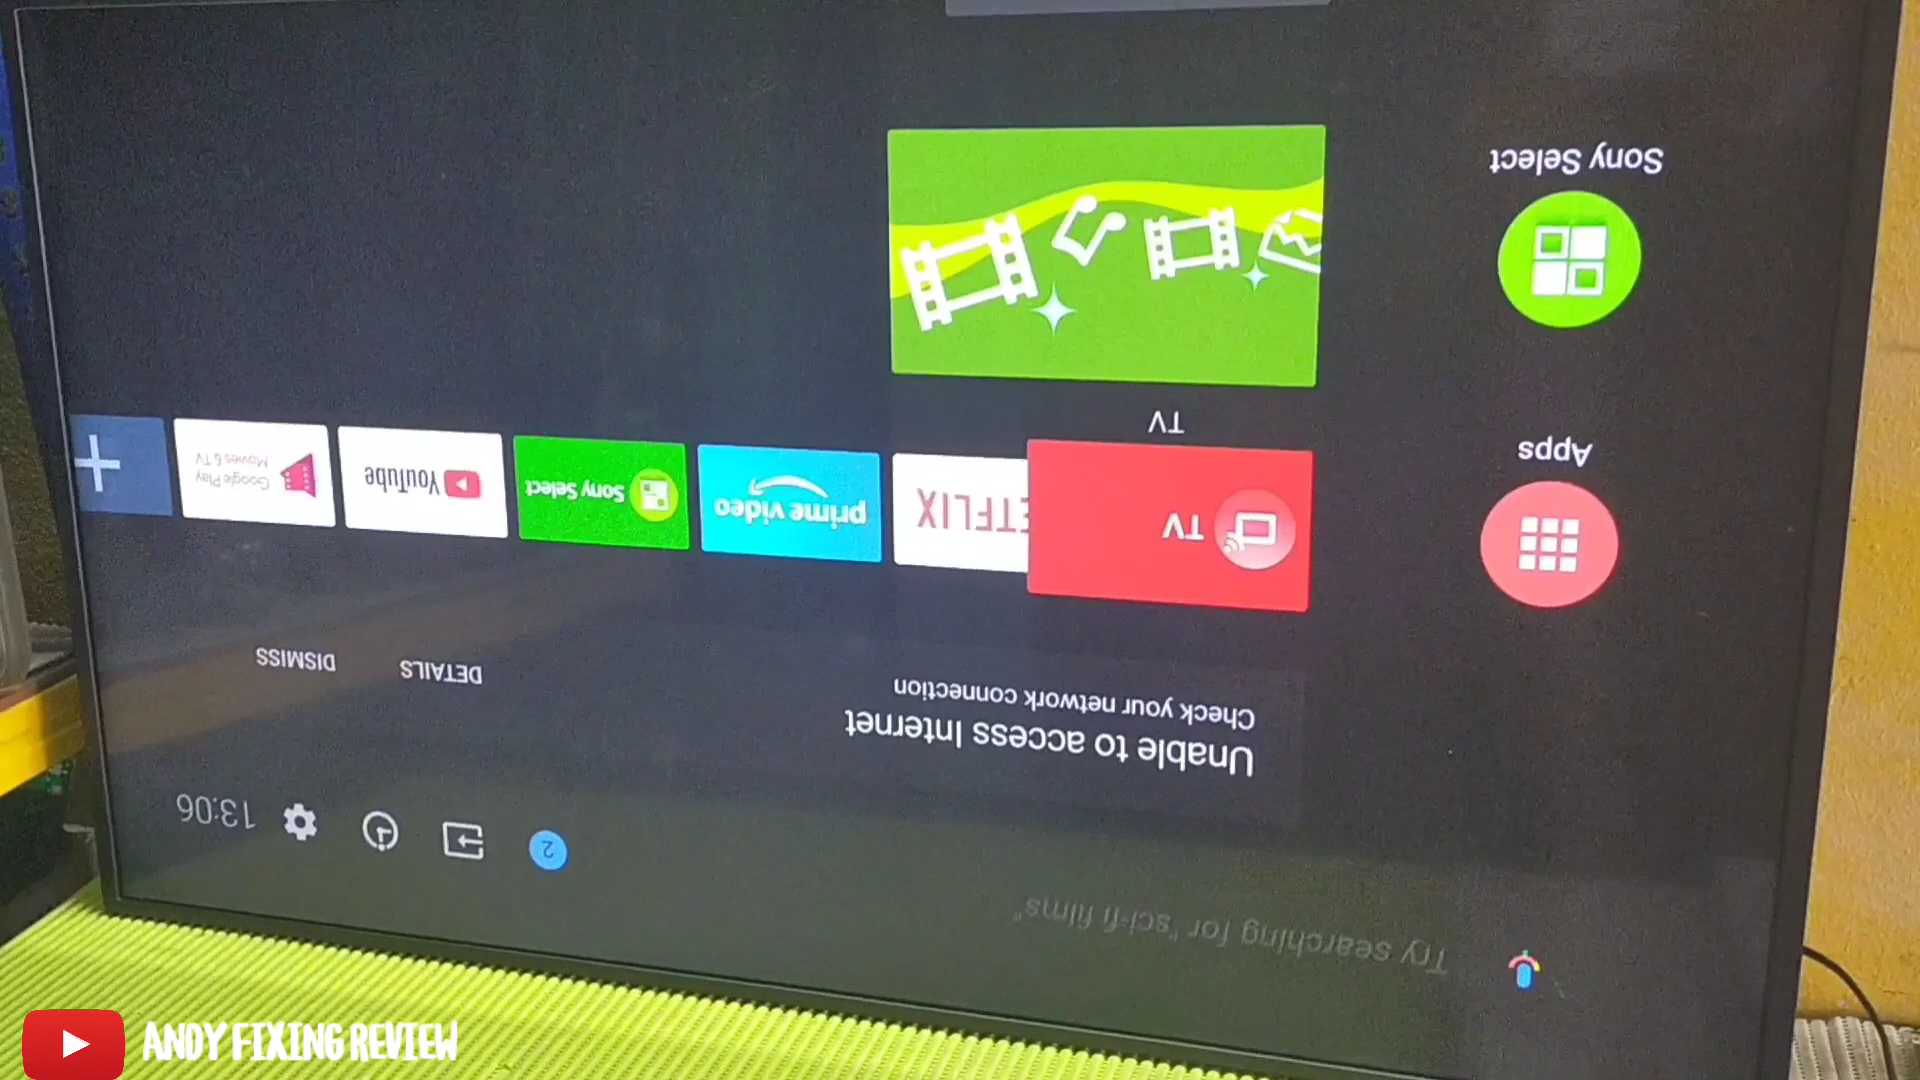 Try searching for "sci-fi films"
2
13:06
Unable to access Internet
Check your network connection
DETAILS
DISMISS
Apps
TV
ETFLIX
prime video
Sony Select
YouTube
Google Play
Movies & TV
TV
Sony Select
ANDY FIXING REVIEW